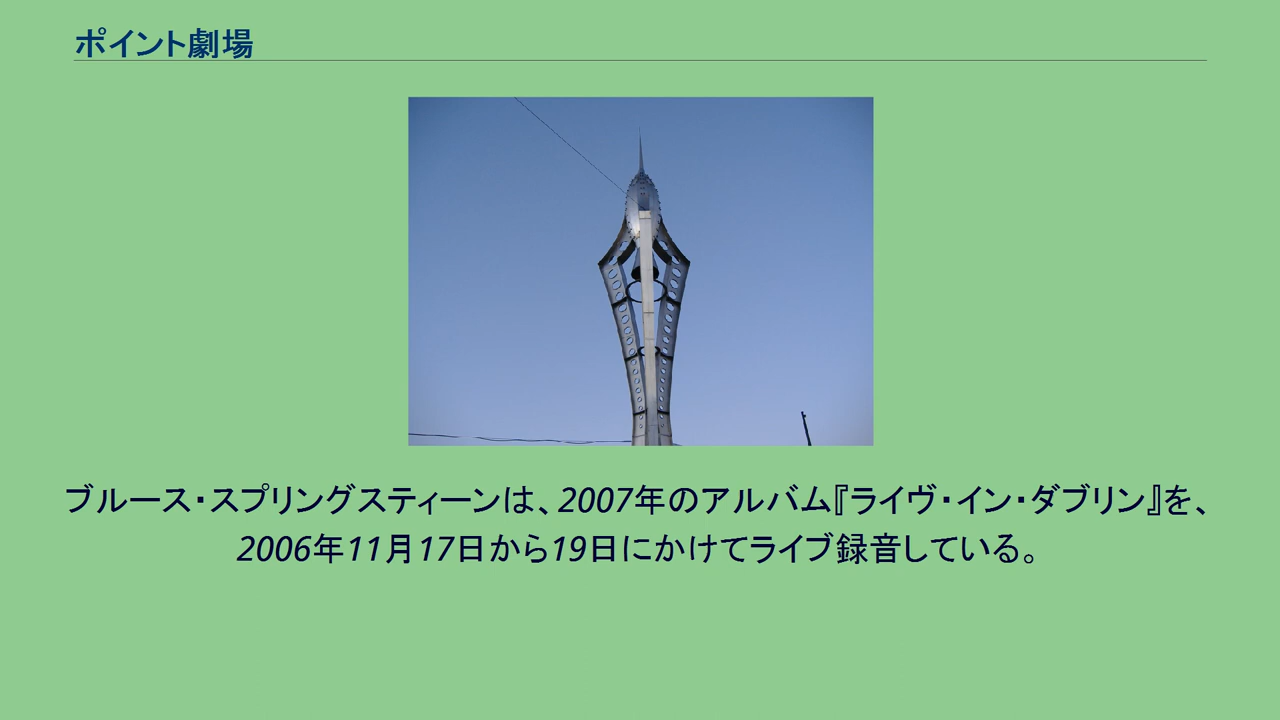 ポイント劇場
ブルース・スプリングスティーンは、2007年のアルバム『ライヴ・イン・ダブリン』を、
2006年11月17日から19日にかけてライブ録音している。